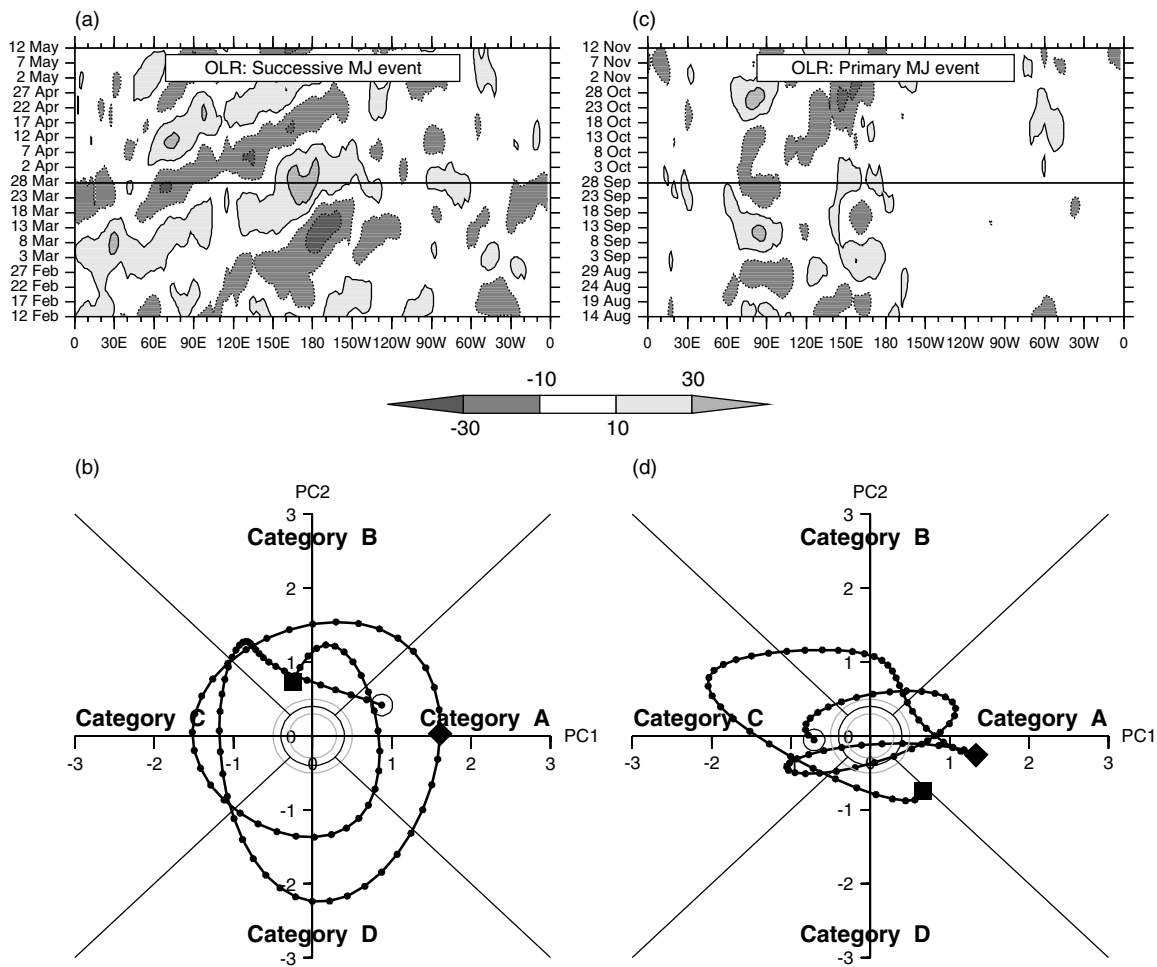 (a)
OLR: Successive MJ event
12 May
7 May
2 May
27 Apr
22 Apr
17 Apr
12 Apr
7 Apr
2 Apr
28 Mar
23 Mar
18 Mar
13 Mar
8 Mar
3 Mar
27 Feb
22 Feb
17 Feb
12 Feb
0 30E 60E 90E 120E 150E 180 150W 120W 90W 60W 30W 0
(c)
OLR: Primary MJ event
12 Nov
7 Nov
2 Nov
28 Oct
23 Oct
18 Oct
13 Oct
8 Oct
3 Oct
28 Sep
23 Sep
18 Sep
13 Sep
8 Sep
3 Sep
29 Aug
24 Aug
19 Aug
14 Aug
0 30E 60E 90E 120E 150E 180 150W 120W 90W 60W 30W 0
-10 30
-30 10
(b)
PC2
3
Category B
2
1
Category C 0 Category A
PC1
-3 -2 -1 0 1 2 3
-1
-2
Category D
-3
(d)
PC2
3
Category B
2
1
Category C 0 Category A
PC1
-3 -2 -1 0 1 2 3
-1
-2
Category D
-3